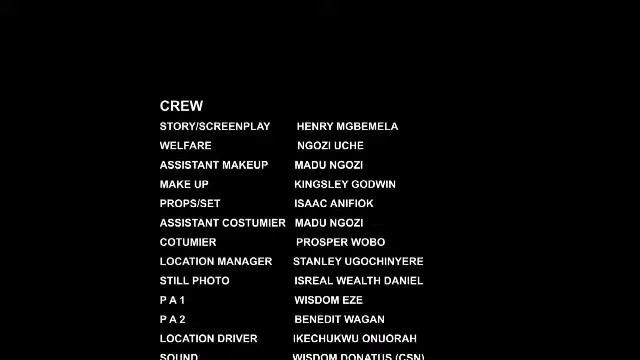 CREW
STORY/SCREENPLAY HENRY MGBEMELA
WELFARE NGOZI UCHE
ASSISTANT MAKEUP MADU NGOZI
MAKE UP KINGSLEY GODWIN
PROPS/SET ISAAC ANIFIOK
ASSISTANT COSTUMIER MADU NGOZI
COTUMIER PROSPER WOBO
LOCATION MANAGER STANLEY UGOCHINYERE
STILL PHOTO ISREAL WEALTH DANIEL
P A 1 WISDOM EZE
P A 2 BENEDIT WAGAN
LOCATION DRIVER IKECHUKWU ONUORAH
SOUND WISDOM DONATUS (CSN)